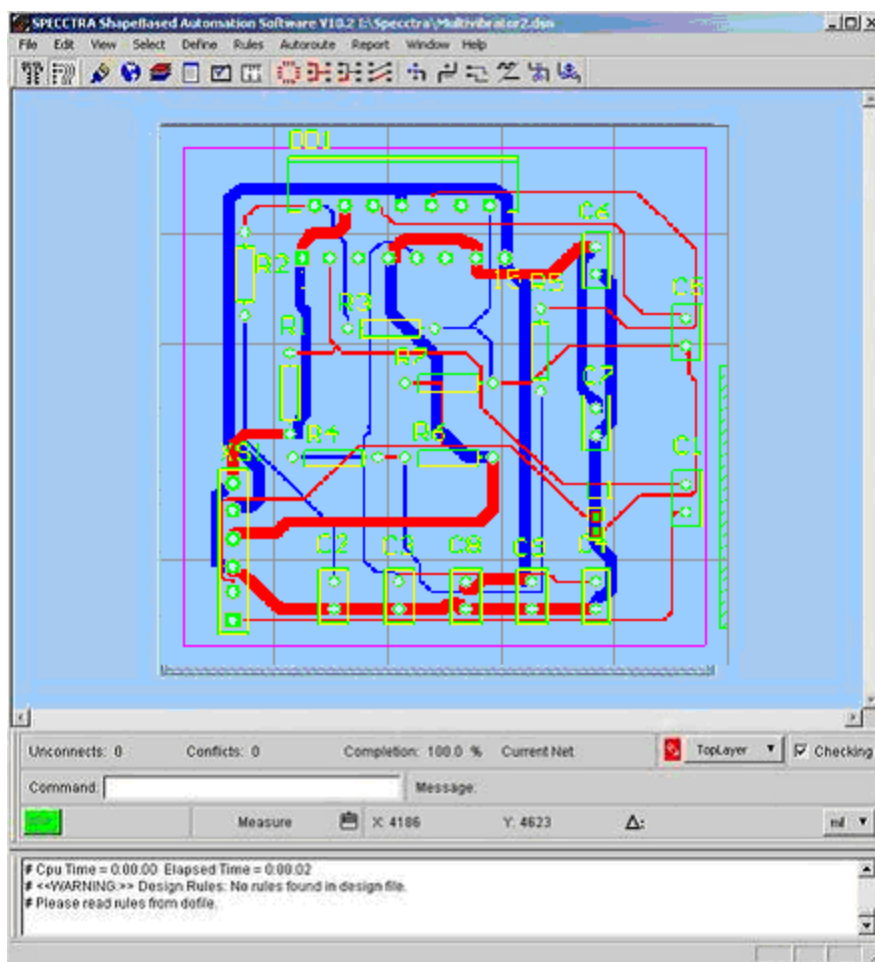 SPECCTRA ShapeBased Automation Software V10.2 E:\Specctra\Multivibrator2.dsn
File Edit View Select Define Rules Autoroute Report Window Help
DD1
C6
R2
1
15
R5
C5
R3
R1
R7
C7
R4
R6
C1
C2
C3
C8
C9
C4
Unconnects: 0 Conflicts: 0 Completion: 100.0 % Current Net: TopLayer Checking
Command: Message:
Measure X: 4186 Y: 4623 Δ: mil
# Cpu Time = 0:00:00 Elapsed Time = 0:00:02
# <<WARNING:>> Design Rules: No rules found in design file.
# Please read rules from dofile.